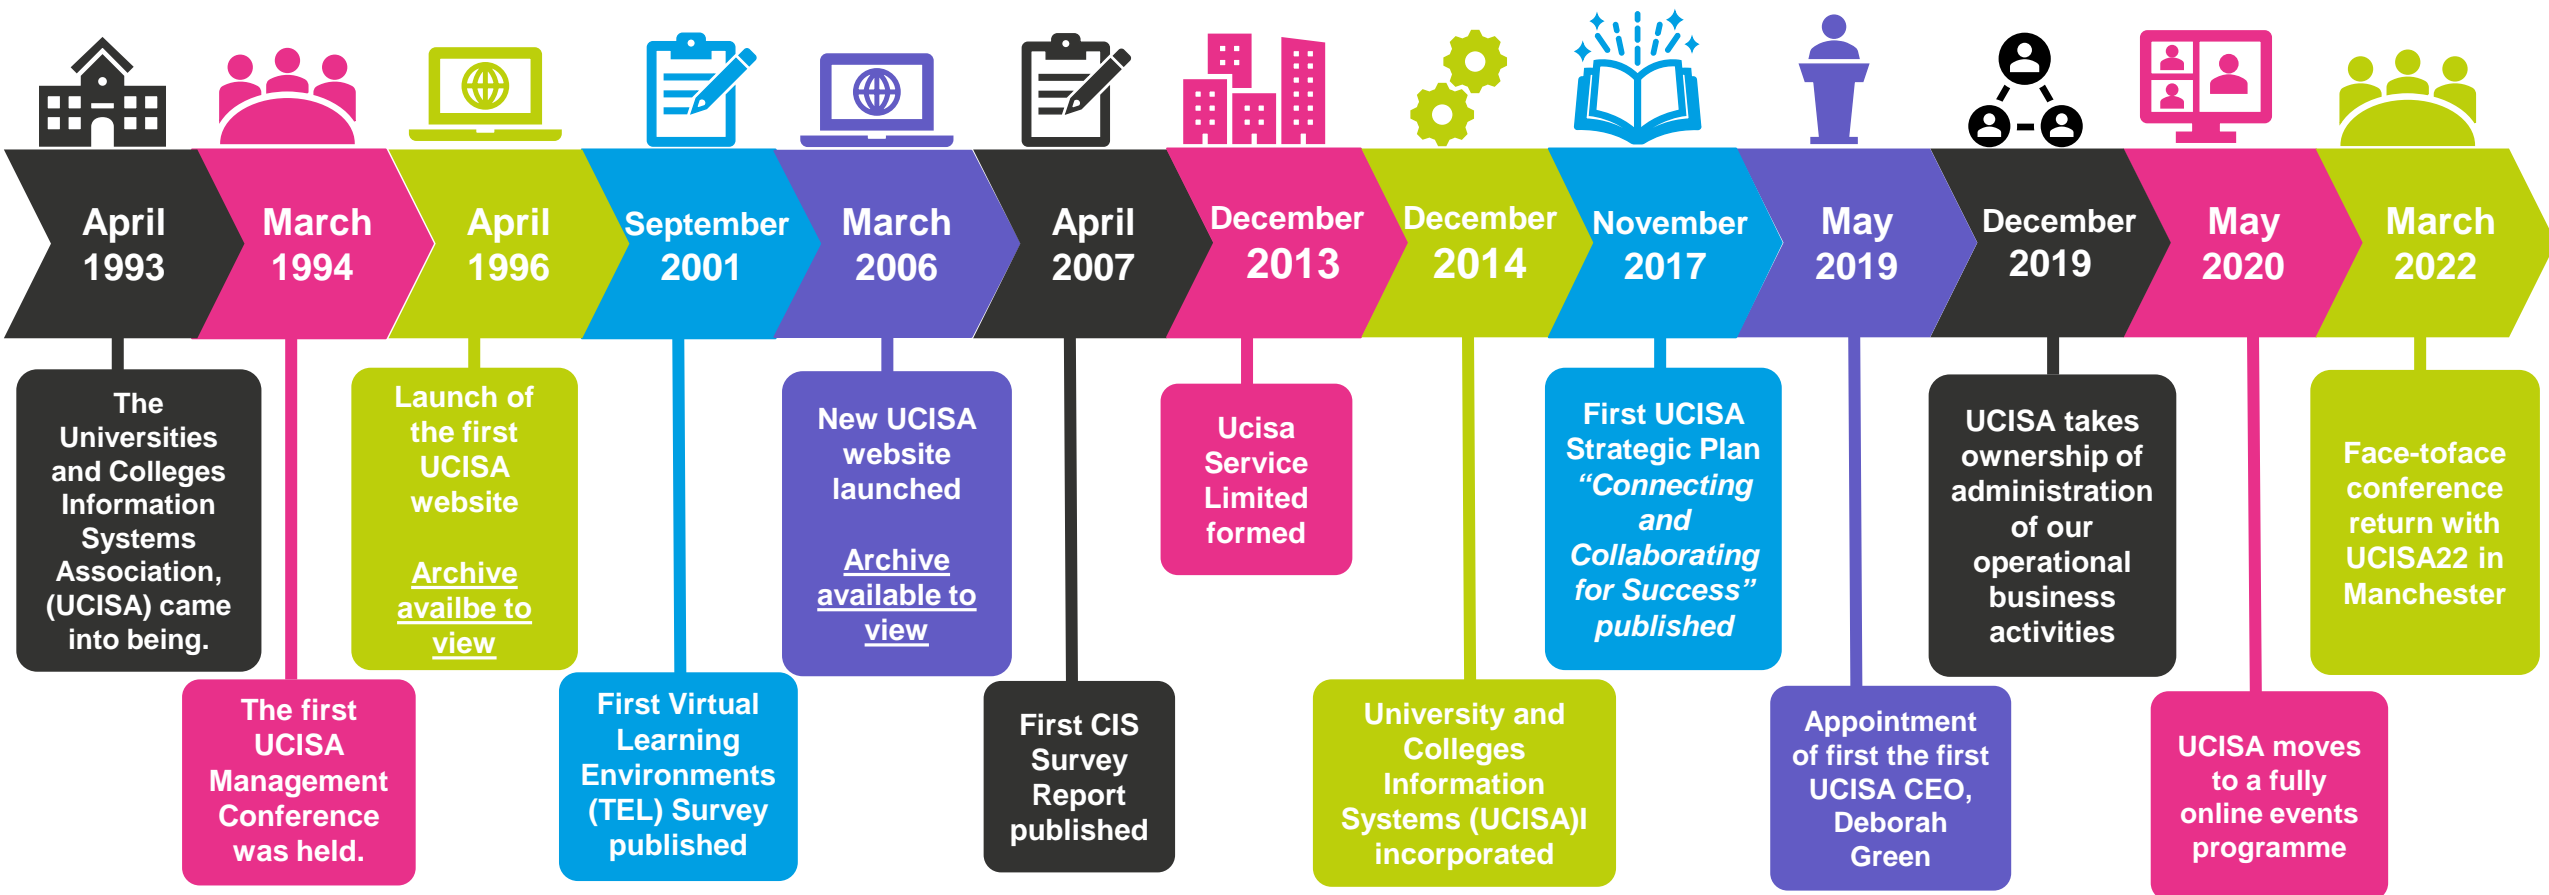 April
1993
March
1994
April
1996
September
2001
March
2006
April
2007
December
2013
December
2014
November
2017
May
2019
December
2019
May
2020
March
2022
The
Universities
and Colleges
Information
Systems
Association,
(UCISA) came
into being.
The first
UCISA
Management
Conference
was held.
Launch of
the first
UCISA
website
Archive
availbe to
view
First Virtual
Learning
Environments
(TEL) Survey
published
New UCISA
website
launched
Archive
available to
view
First CIS
Survey
Report
published
Ucisa
Service
Limited
formed
University and
Colleges
Information
Systems (UCISA)l
incorporated
First UCISA
Strategic Plan
“Connecting
and
Collaborating
for Success”
published
Appointment
of first the first
UCISA CEO,
Deborah
Green
UCISA takes
ownership of
administration
of our
operational
business
activities
UCISA moves
to a fully
online events
programme
Face-toface
conference
return with
UCISA22 in
Manchester